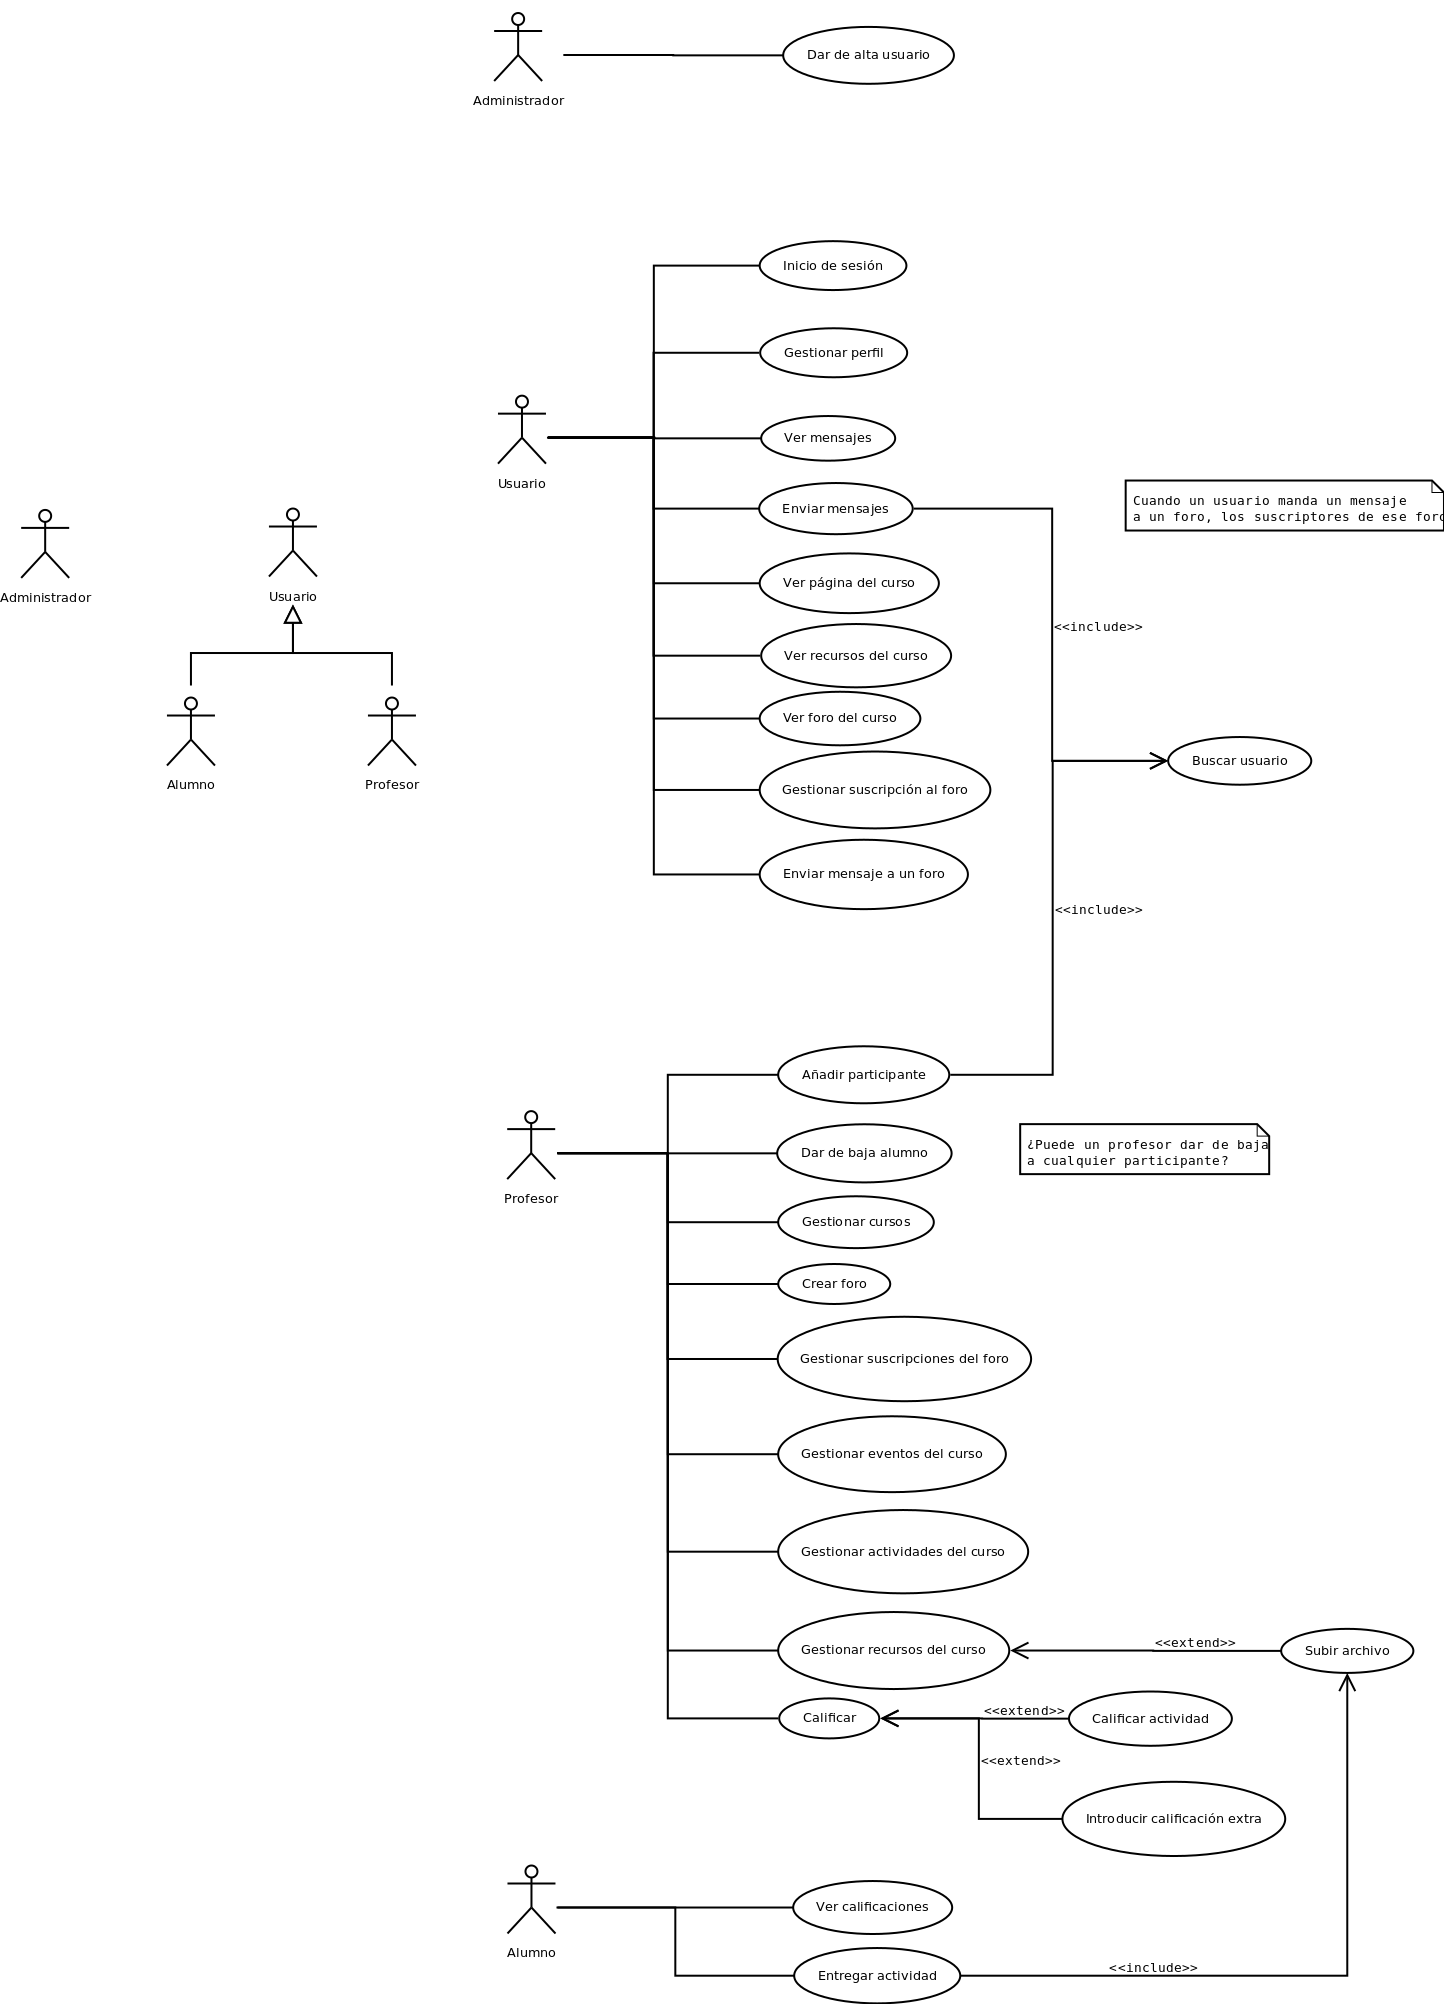 Administrador
Dar de alta usuario
Inicio de sesión
Gestionar perfil
Ver mensajes
Usuario
Enviar mensajes
Cuando un usuario manda un mensaje
a un foro, los suscriptores de ese foro
Administrador
Usuario
Ver página del curso
<<include>>
Ver recursos del curso
Ver foro del curso
Buscar usuario
Alumno
Profesor
Gestionar suscripción al foro
Enviar mensaje a un foro
<<include>>
Añadir participante
Profesor
Dar de baja alumno
¿Puede un profesor dar de baja
a cualquier participante?
Gestionar cursos
Crear foro
Gestionar suscripciones del foro
Gestionar eventos del curso
Gestionar actividades del curso
Gestionar recursos del curso
<<extend>>
Subir archivo
Calificar
<<extend>>
Calificar actividad
<<extend>>
Introducir calificación extra
Ver calificaciones
Alumno
Entregar actividad
<<include>>